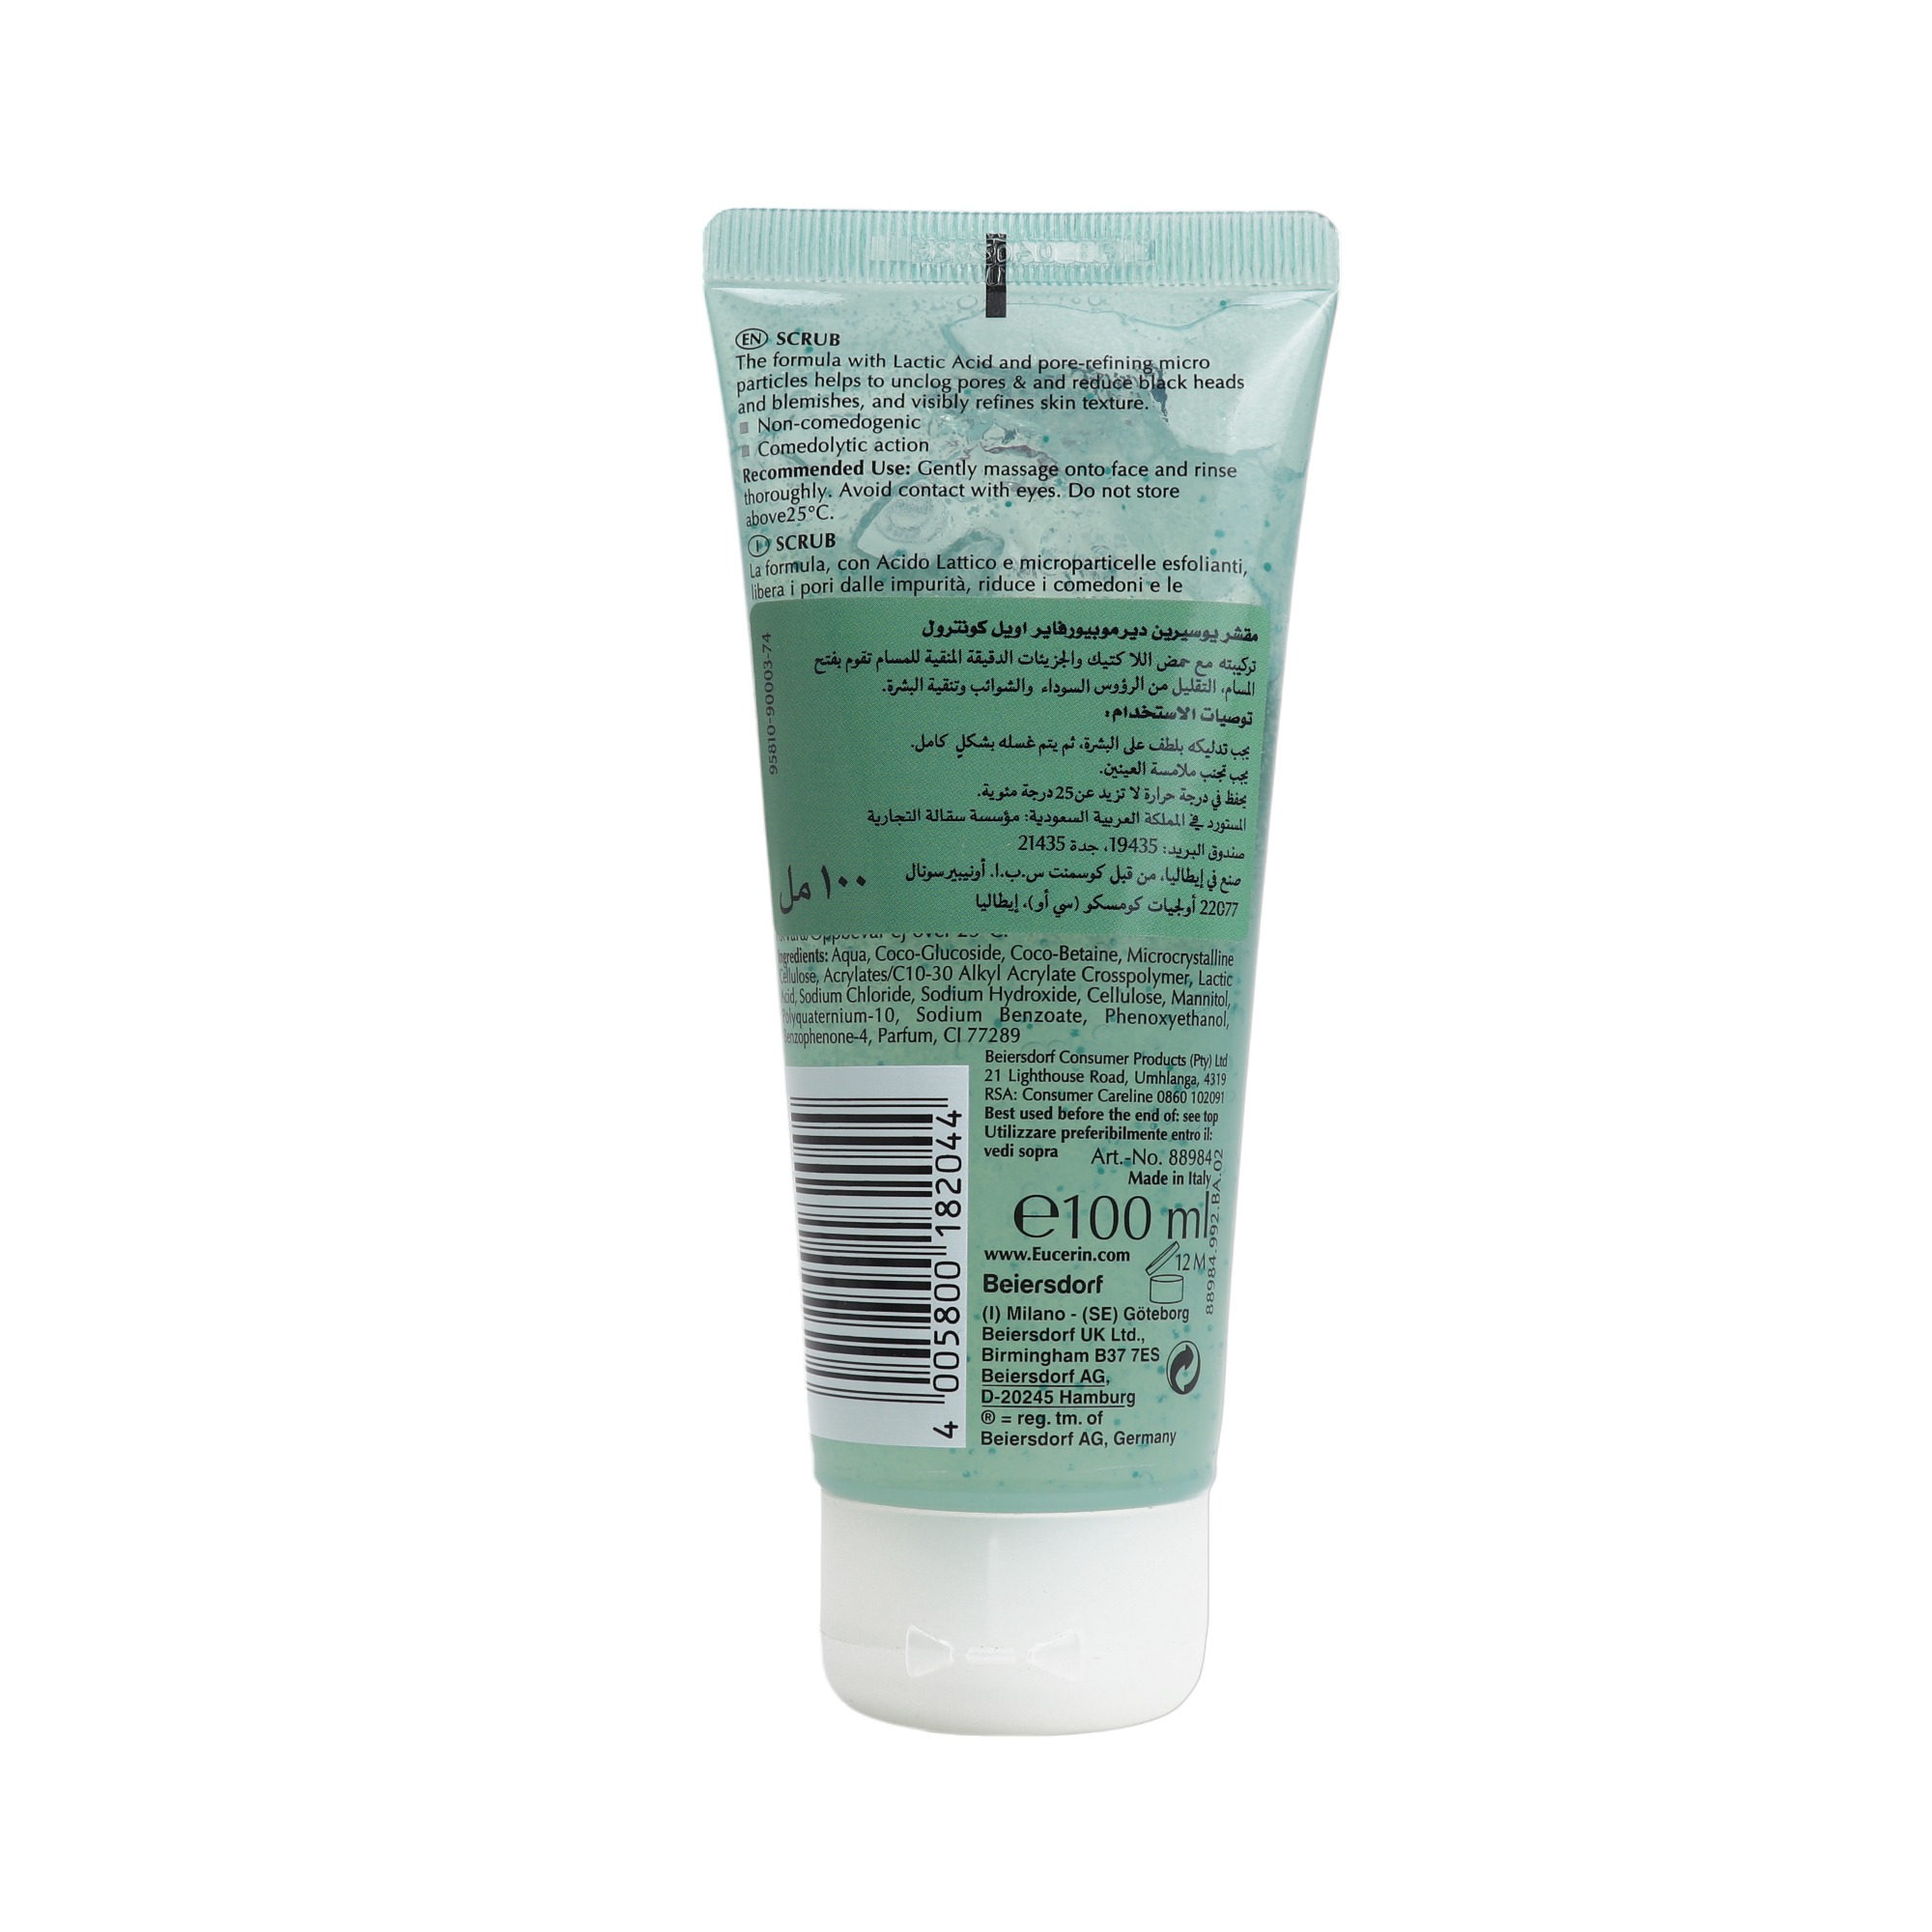 EN SCRUB
The formula with Lactic Acid and pore-refining micro
particles helps to unclog pores & and reduce black heads
and blemishes, and visibly refines skin texture.
Non-comedogenic
Comedolytic action
Recommended Use: Gently massage onto face and rinse
thoroughly. Avoid contact with eyes. Do not store
above25°C.
I SCRUB
La formula, con Acido Lattico e microparticelle esfolianti,
libera i pori dalle impurità, riduce i comedoni e le
95810-90003-74
مقشر يوسيرين ديرموبيورفاير اويل كونترول
تركيبته مع حمض اللاكتيك والجزيئات الدقيقة المنقية للمسام تقوم بفتح
المسام، التقليل من الرؤوس السوداء والشوائب وتنقية البشرة.
توصيات الاستخدام:
يجب تدليكه بلطف على البشرة، ثم يتم غسله بشكل كامل.
يجب تجنب ملامسة العينين.
يحفظ في درجة حرارة لا تزيد عن25 درجة مئوية.
المستورد في المملكة العربية السعودية: مؤسسة سقالة التجارية
صندوق البريد: 19435، جدة 21435
صنع في إيطاليا، من قبل كوسمنت س.ب.ا. أونيبيرسونال
22077 أولجيات كومسكو (سي أو)، إيطاليا
١٠٠ مل
ej över 25°C.
Ingredients: Aqua, Coco-Glucoside, Coco-Betaine, Microcrystalline
Cellulose, Acrylates/C10-30 Alkyl Acrylate Crosspolymer, Lactic
Acid, Sodium Chloride, Sodium Hydroxide, Cellulose, Mannitol,
Polyquaternium-10, Sodium Benzoate, Phenoxyethanol,
Benzophenone-4, Parfum, CI 77289
Beiersdorf Consumer Products (Pty) Ltd
21 Lighthouse Road, Umhlanga, 4319
RSA: Consumer Careline 0860 102091
Best used before the end of: see top
Utilizzare preferibilmente entro il:
vedi sopra
Art.-No. 88984
Made in Italy
℮100 ml
www.Eucerin.com
12 M
88984.992.BA.02
Beiersdorf
(I) Milano - (SE) Göteborg
Beiersdorf UK Ltd.,
Birmingham B37 7ES
Beiersdorf AG,
D-20245 Hamburg
® = reg. tm. of
Beiersdorf AG, Germany
4 005800 182044